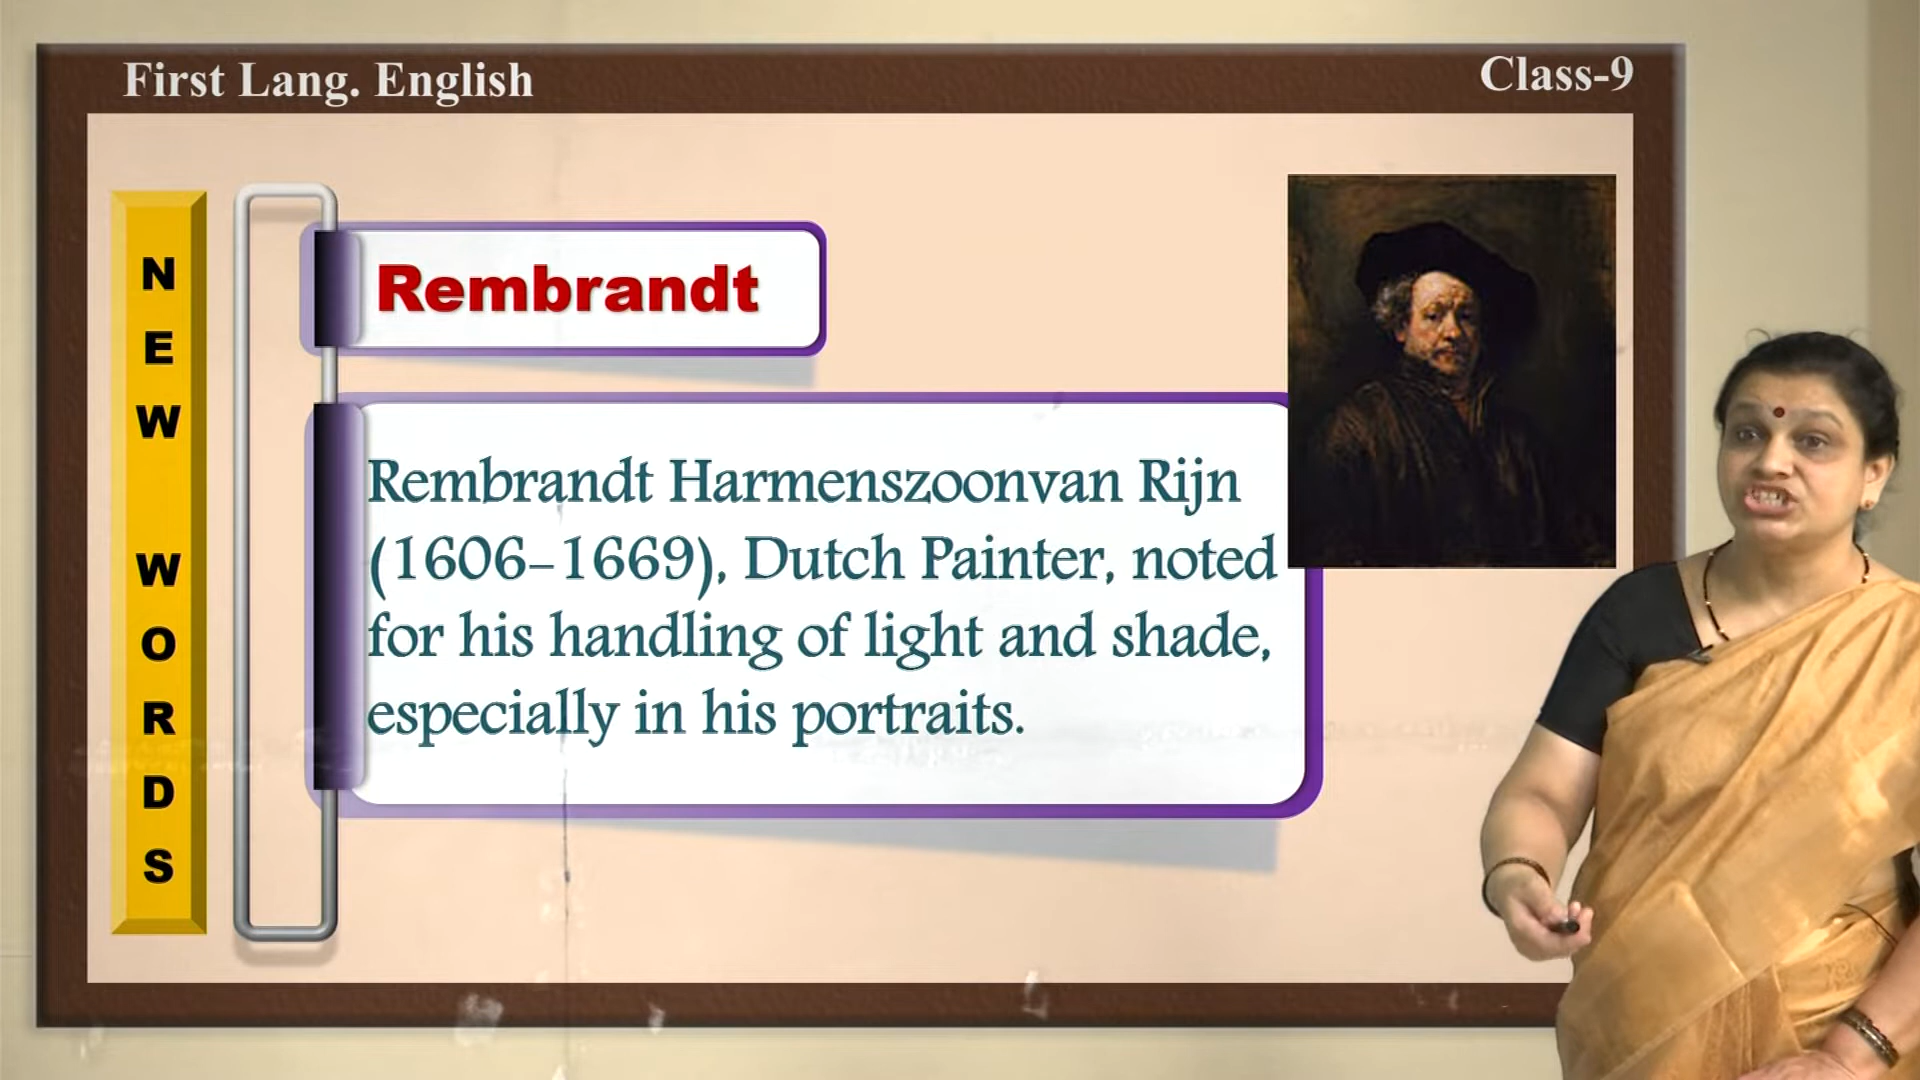 First Lang. English
Class-9
NEW WORDS
Rembrandt
Rembrandt Harmenszoonvan Rijn
(1606-1669), Dutch Painter, noted
for his handling of light and shade,
especially in his portraits.